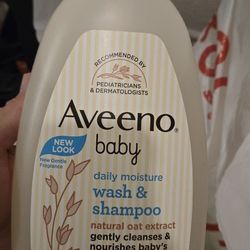 RECOMMENDED BY
PEDIATRICIANS &
DERMATOLOGISTS
NEW
LOOK
New Gentle
Fragrance
Aveeno®
baby
daily moisture
wash &
shampoo
natural oat extract
gently cleanses &
nourishes baby's